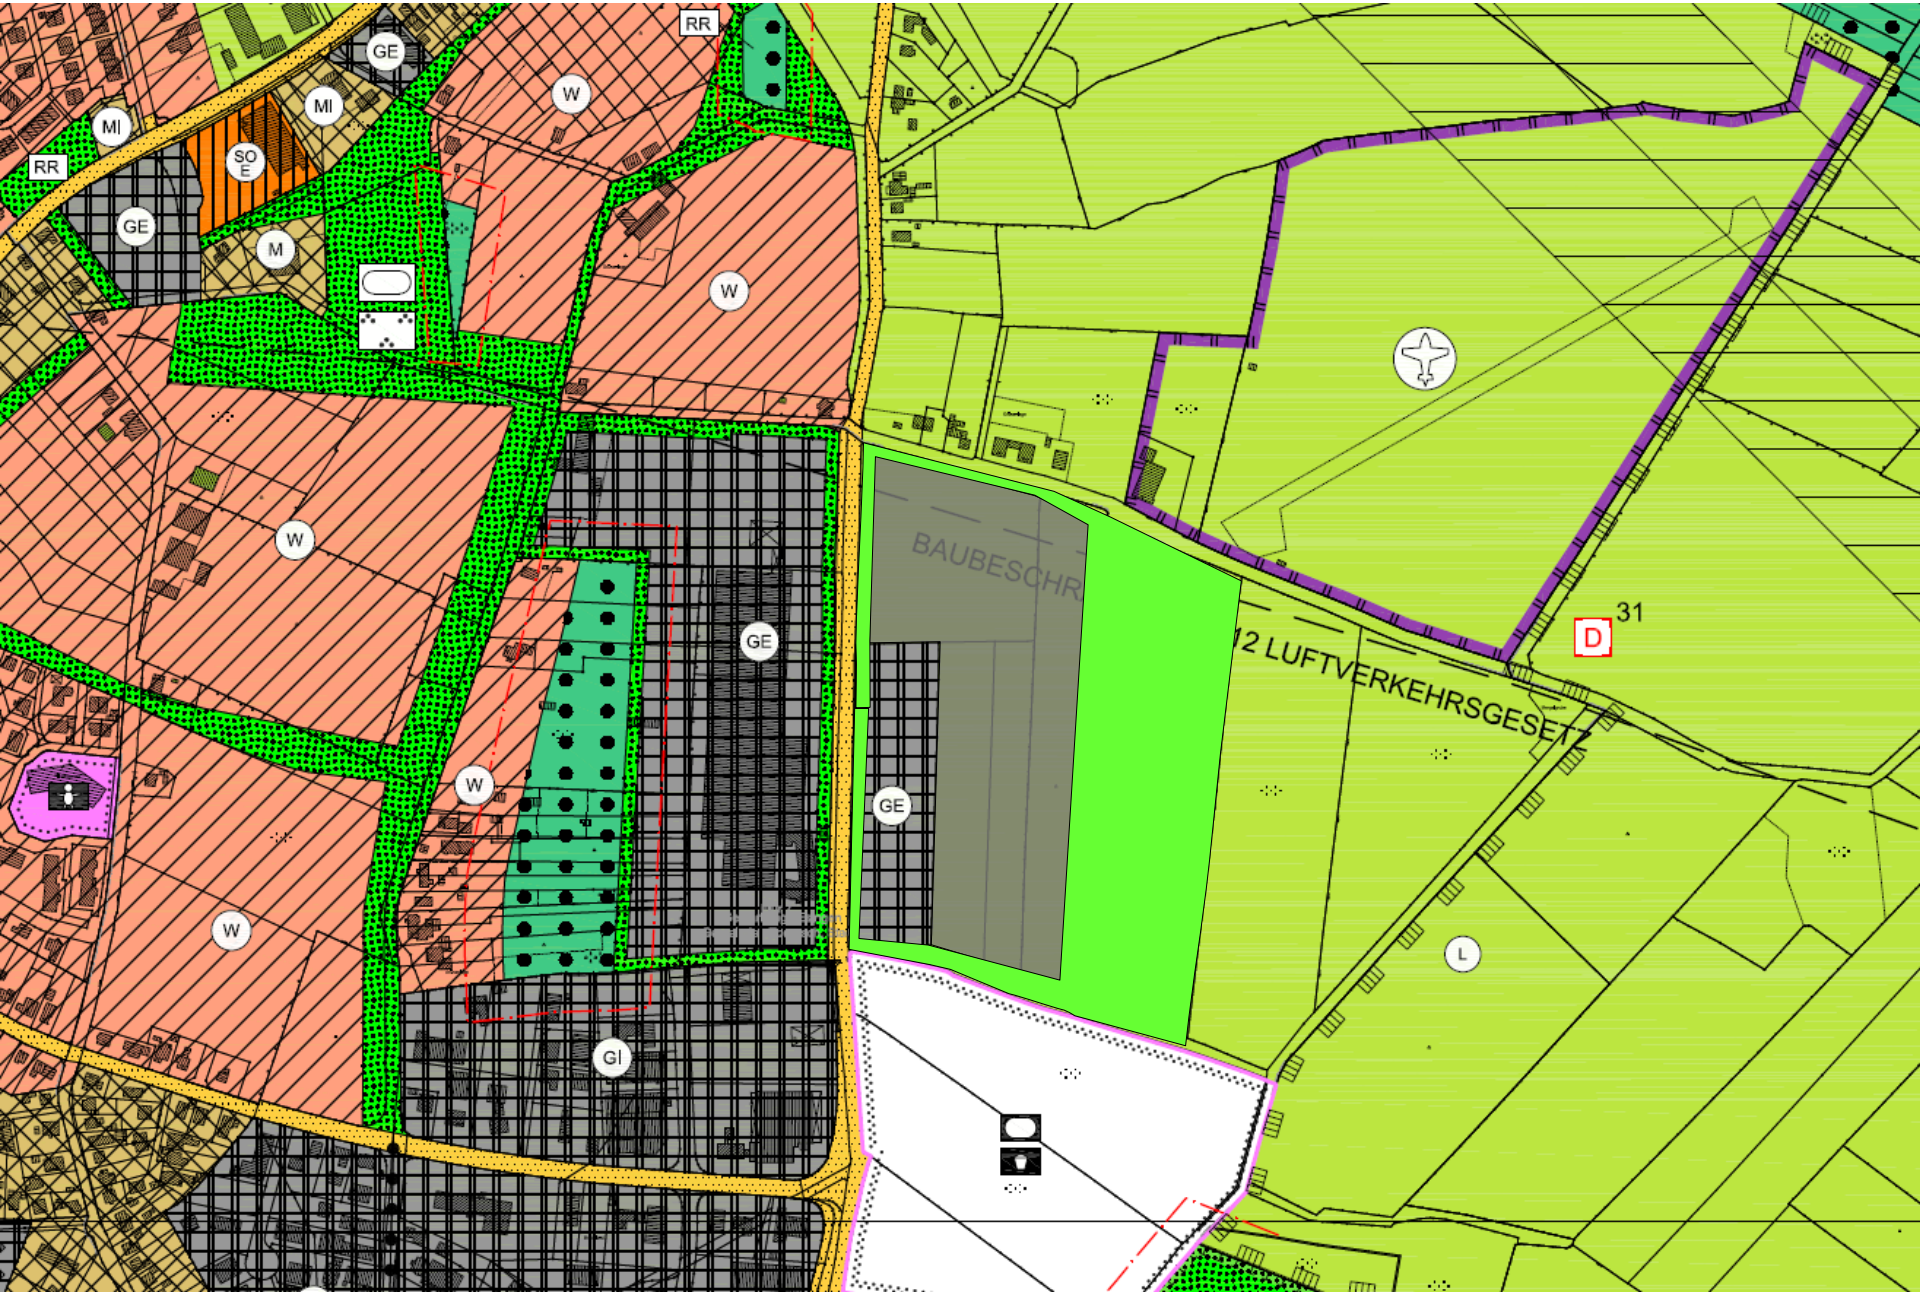 RR
GE
MI
W
MI
SO
E
RR
GE
M
W
W
BAUBESCHR
31
D
12 LUFTVERKEHRSGESETZ
GE
W
GE
L
W
GI